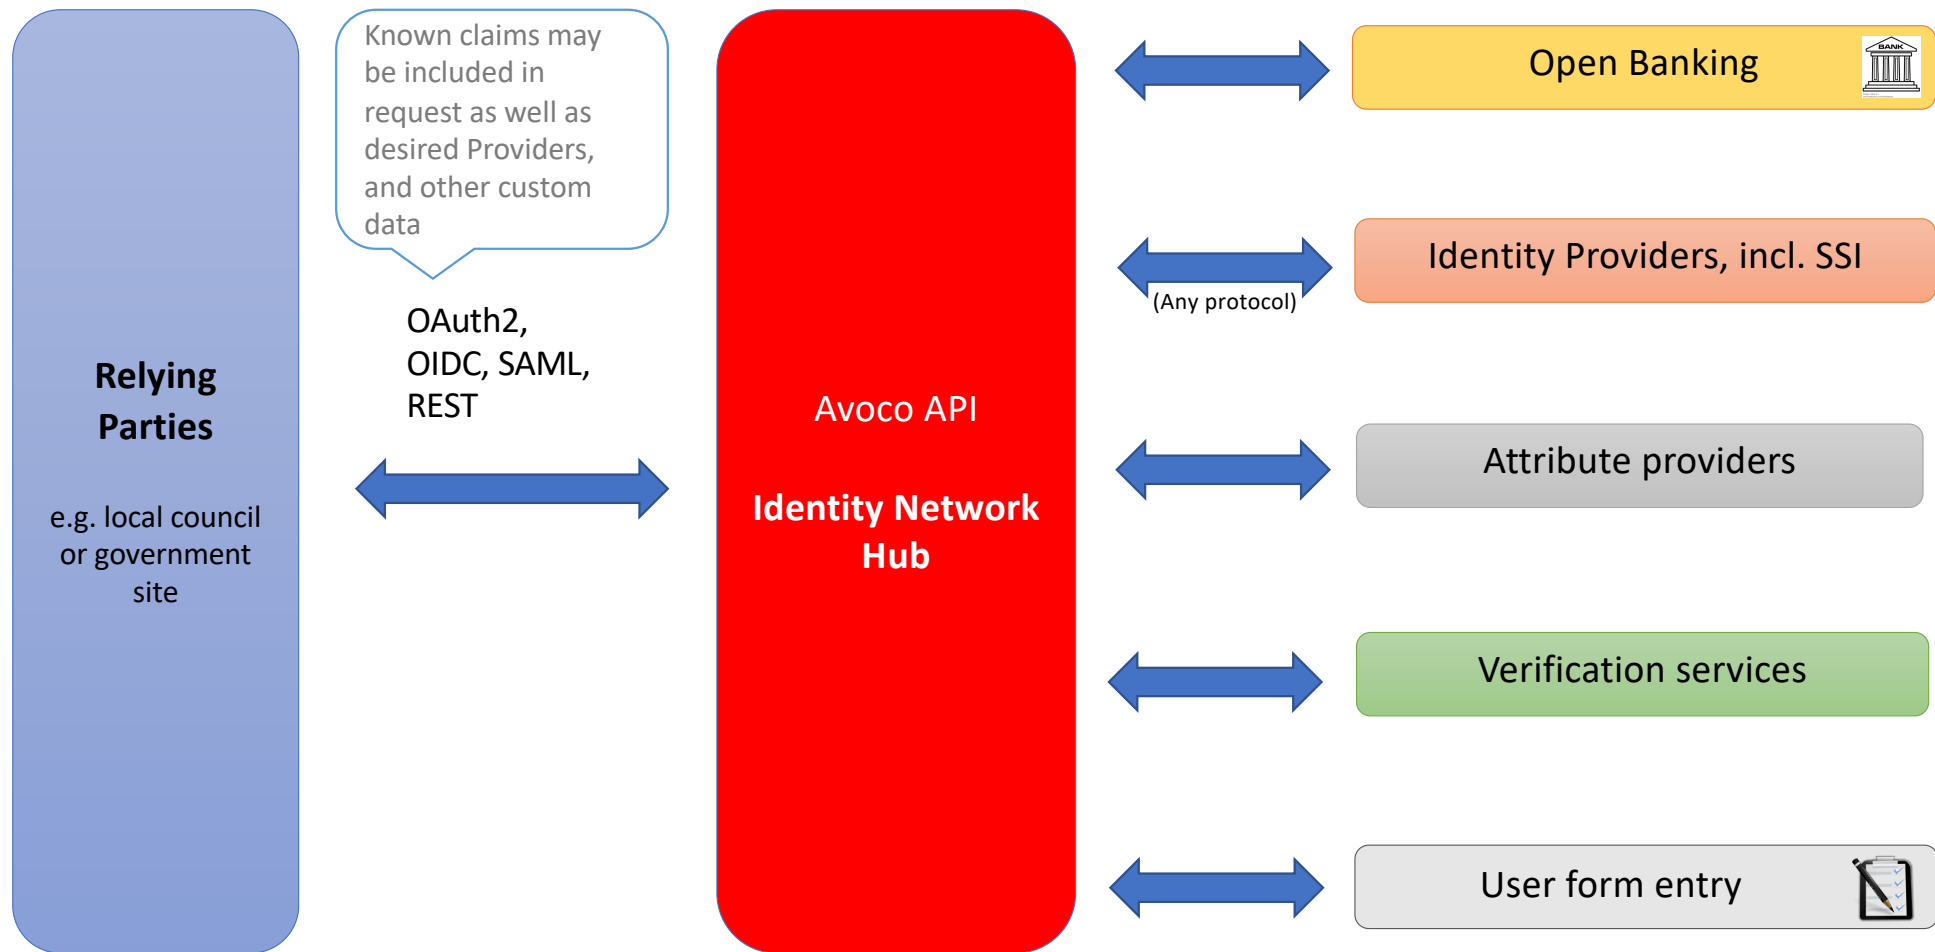 Known claims may
be included in
request as well as
desired Providers,
and other custom
data
OAuth2,
OIDC, SAML,
REST
Relying
Parties
e.g. local council
or government
site
Avoco API
Identity Network
Hub
Open Banking
BANK
Identity Providers, incl. SSI
(Any protocol)
Attribute providers
Verification services
User form entry